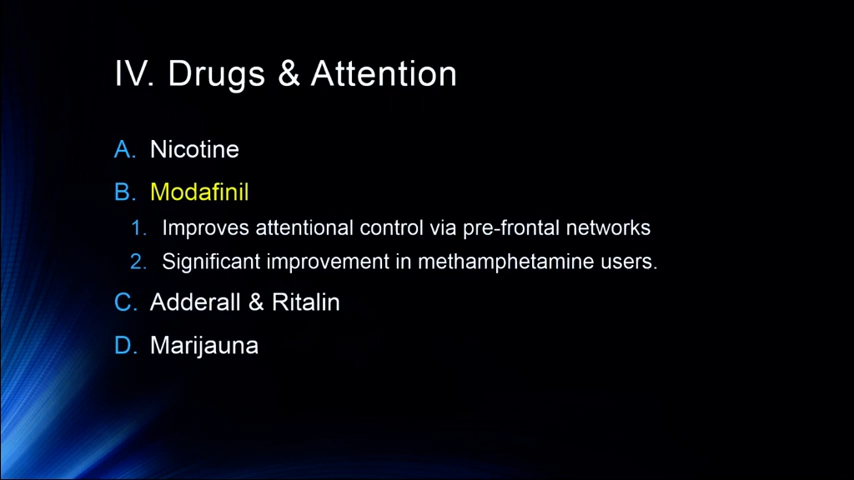 IV. Drugs & Attention
A. Nicotine
B. Modafinil
1. Improves attentional control via pre-frontal networks
2. Significant improvement in methamphetamine users.
C. Adderall & Ritalin
D. Marijauna